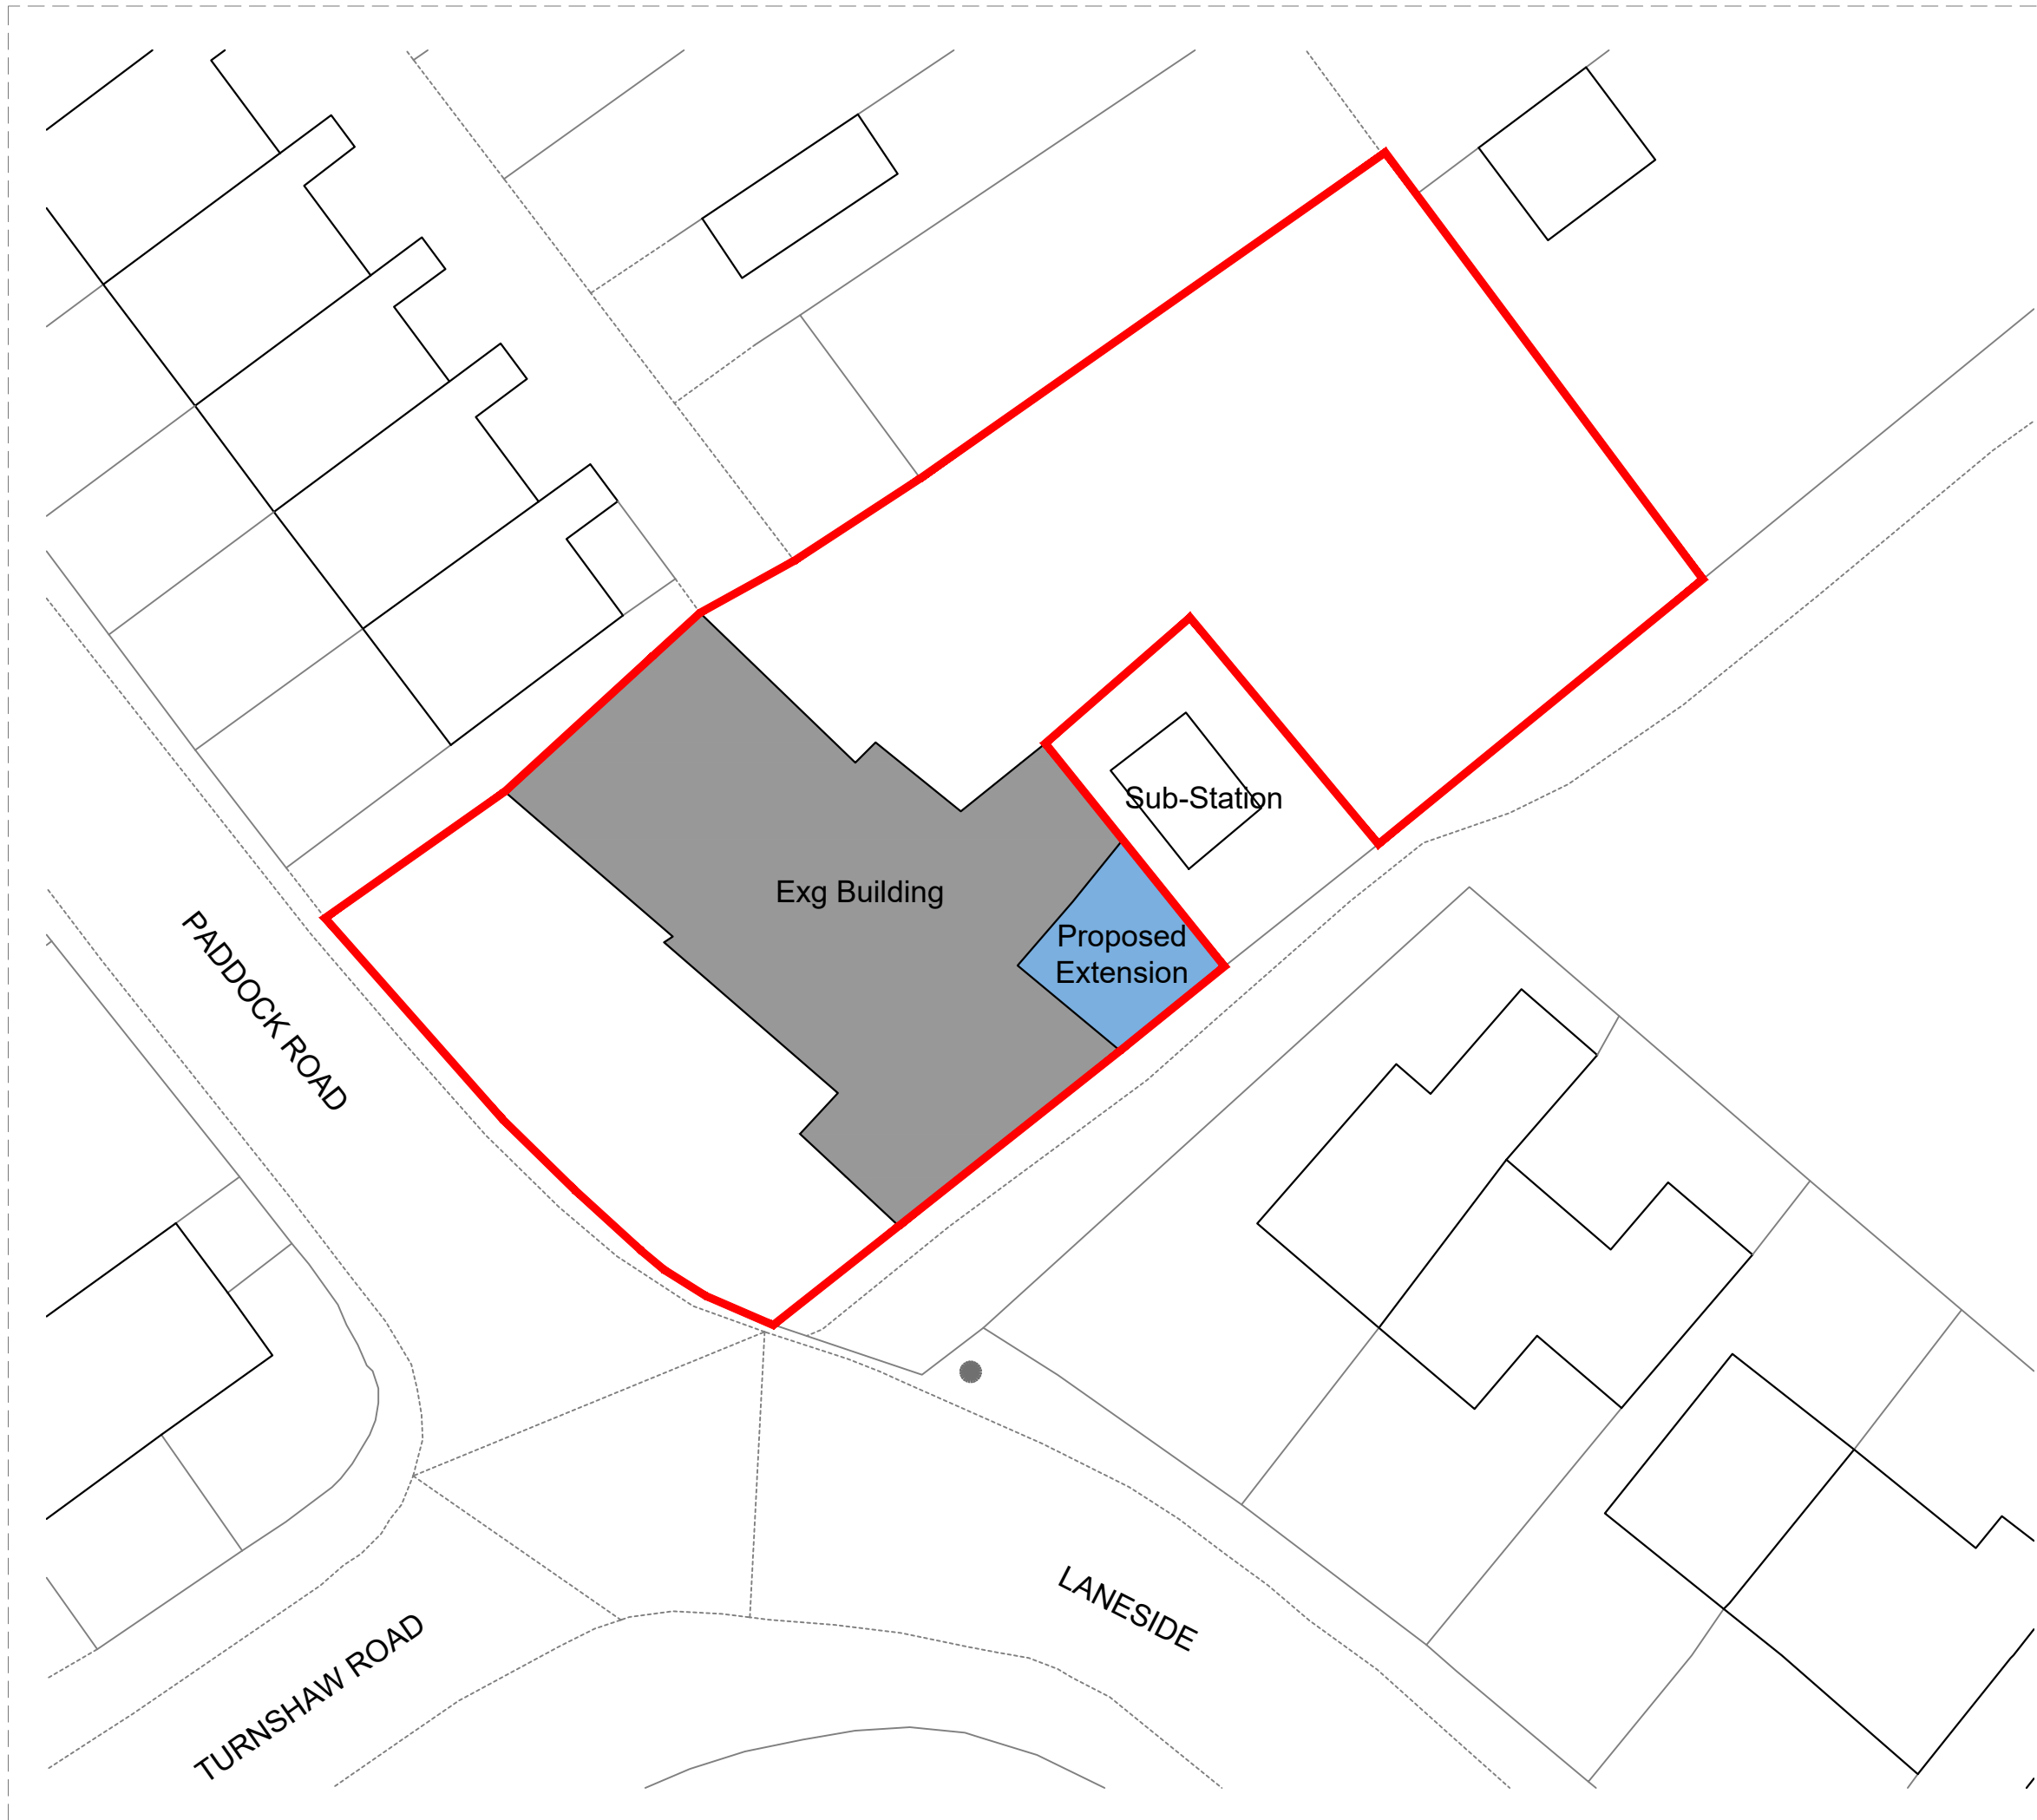 Sub-Station
Exg Building
Proposed
Extension
PADDOCK ROAD
LANESIDE
TURNSHAW ROAD